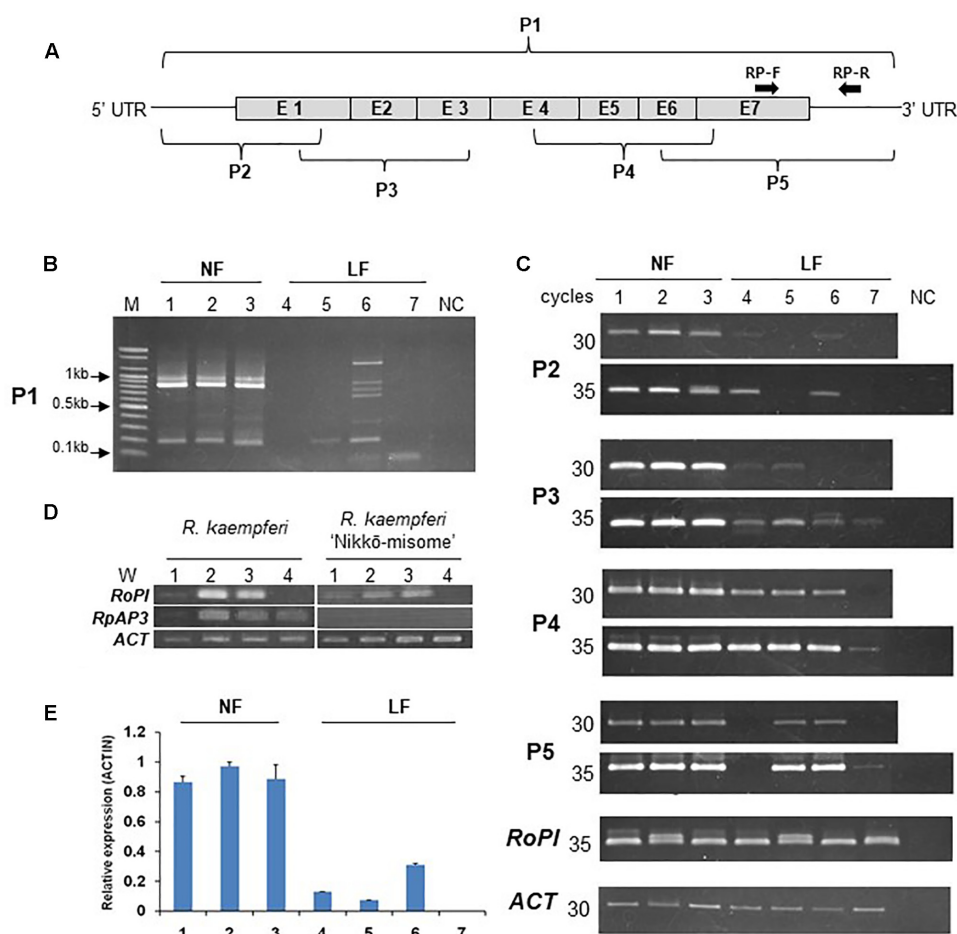 A
P1
RP-F RP-R
5' UTR E 1 E2 E 3 E 4 E5 E6 E7 3' UTR
P2 P3 P4 P5
B
NF LF
M 1 2 3 4 5 6 7 NC
P1
1kb
0.5kb
0.1kb
C
NF LF
cycles 1 2 3 4 5 6 7 NC
P2
30
35
P3
30
35
P4
30
35
P5
30
35
RoPI 35
ACT 30
D
R. kaempferi
R. kaempferi
'Nikkō-misome'
W 1 2 3 4 1 2 3 4
RoPI
RpAP3
ACT
E
NF LF
Relative expression (ACTIN)
1.2
1
0.8
0.6
0.4
0.2
0
1 2 3 4 5 6 7